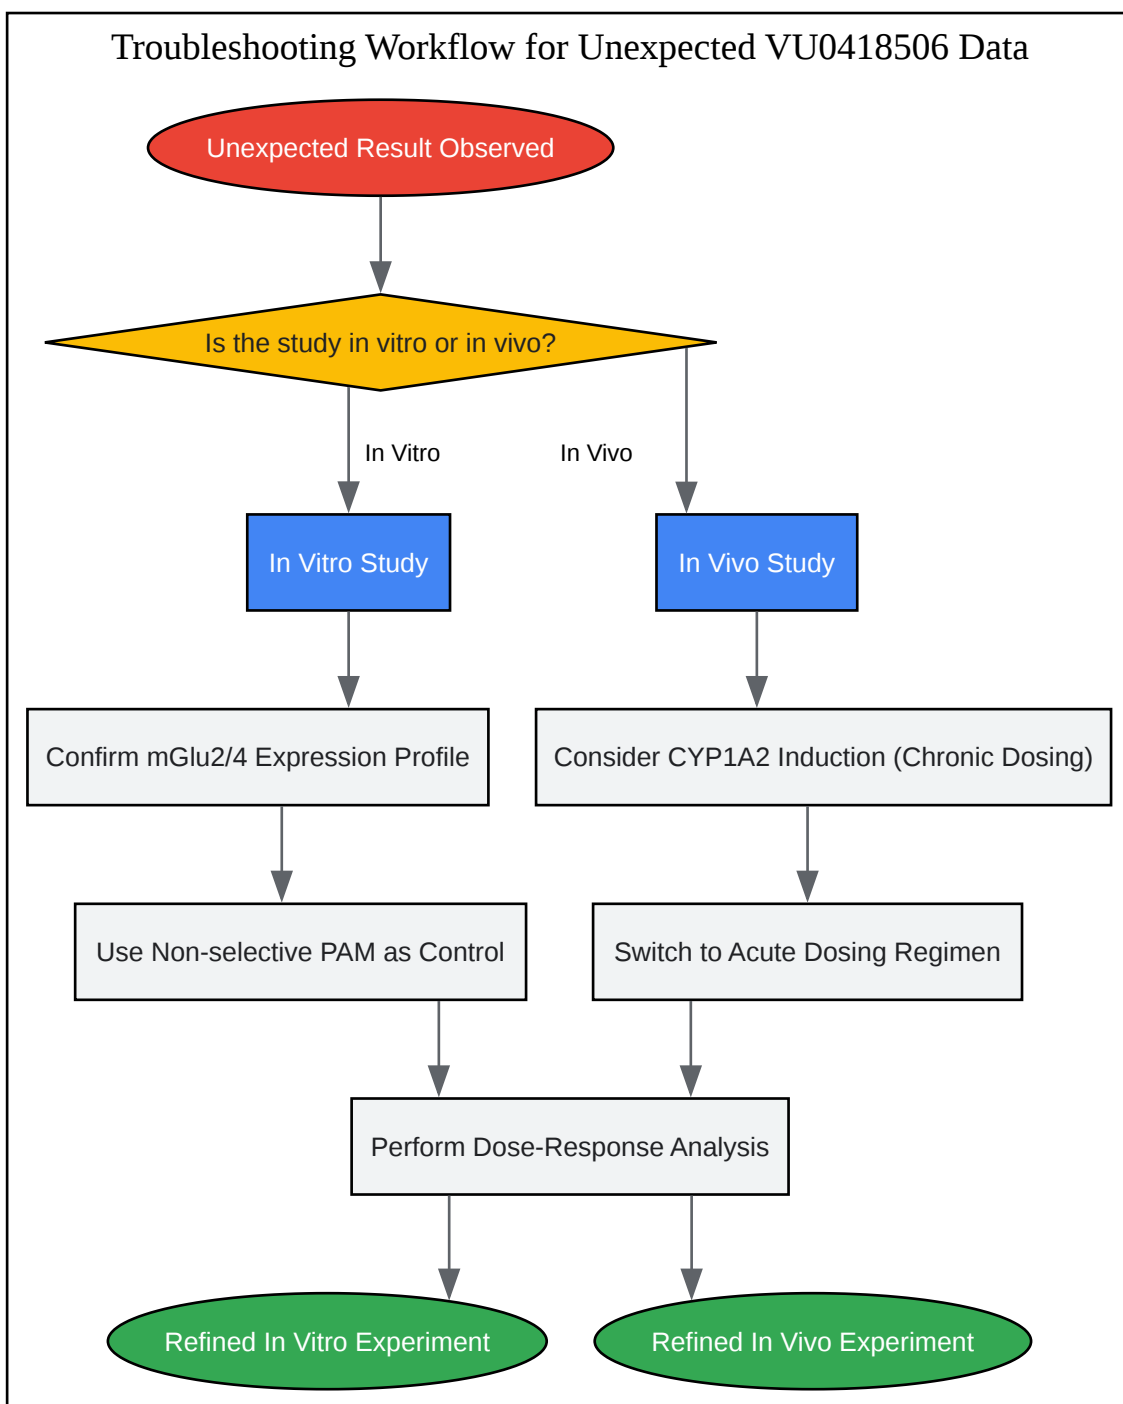 Troubleshooting Workflow for Unexpected VU0418506 Data
Unexpected Result Observed
Is the study in vitro or in vivo?
In Vitro
In Vivo
In Vitro Study
In Vivo Study
Confirm mGlu2/4 Expression Profile
Consider CYP1A2 Induction (Chronic Dosing)
Use Non-selective PAM as Control
Switch to Acute Dosing Regimen
Perform Dose-Response Analysis
Refined In Vitro Experiment
Refined In Vivo Experiment